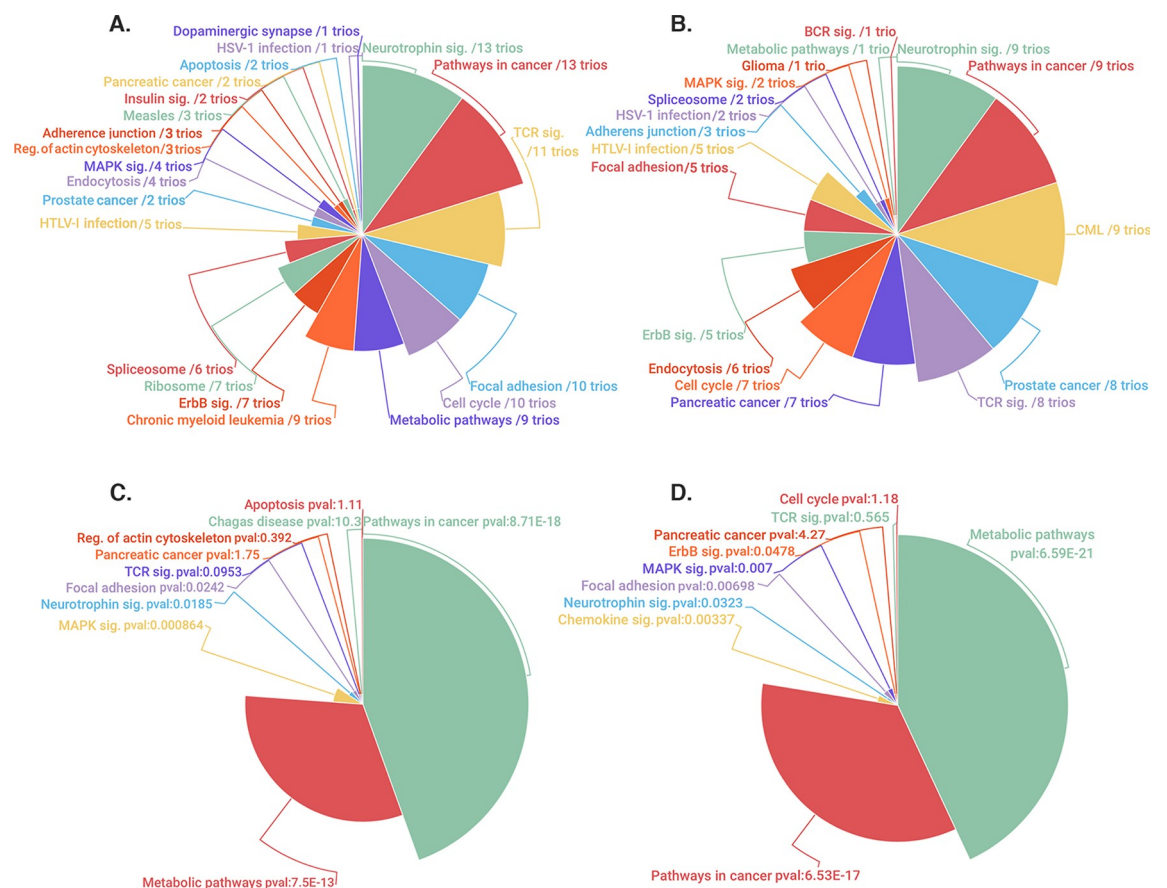 A.
Dopaminergic synapse /1 trios
HSV-1 infection /1 trios
Neurotrophin sig. /13 trios
Apoptosis /2 trios
Pathways in cancer /13 trios
Pancreatic cancer /2 trios
Insulin sig. /2 trios
Measles /3 trios
Adherence junction /3 trios
TCR sig.
/11 trios
Reg. of actin cytoskeleton /3 trios
MAPK sig. /4 trios
Endocytosis /4 trios
Prostate cancer /2 trios
HTLV-I infection /5 trios
Spliceosome /6 trios
Ribosome /7 trios
ErbB sig. /7 trios
Chronic myeloid leukemia /9 trios
Focal adhesion /10 trios
Cell cycle /10 trios
Metabolic pathways /9 trios
B.
BCR sig. /1 trio
Metabolic pathways /1 trio
Neurotrophin sig. /9 trios
Glioma /1 trio
Pathways in cancer /9 trios
MAPK sig. /2 trios
Spliceosome /2 trios
HSV-1 infection /2 trios
Adherens junction /3 trios
HTLV-I infection /5 trios
Focal adhesion /5 trios
CML /9 trios
ErbB sig. /5 trios
Endocytosis /6 trios
Cell cycle /7 trios
Pancreatic cancer /7 trios
Prostate cancer /8 trios
TCR sig. /8 trios
C.
Apoptosis pval:1.11
Chagas disease pval:10.3
Pathways in cancer pval:8.71E-18
Reg. of actin cytoskeleton pval:0.392
Pancreatic cancer pval:1.75
TCR sig. pval:0.0953
Focal adhesion pval:0.0242
Neurotrophin sig. pval:0.0185
MAPK sig. pval:0.000864
Metabolic pathways pval:7.5E-13
D.
Cell cycle pval:1.18
TCR sig. pval:0.565
Pancreatic cancer pval:4.27
Metabolic pathways
pval:6.59E-21
ErbB sig. pval:0.0478
MAPK sig. pval:0.007
Focal adhesion pval:0.00698
Neurotrophin sig. pval:0.0323
Chemokine sig. pval:0.00337
Pathways in cancer pval:6.53E-17